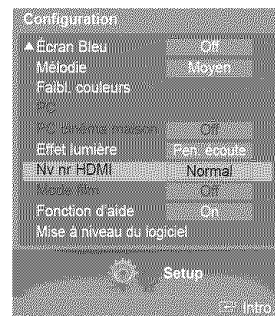 Configuration
Écran Bleu Off
Mélodie Moyen
Faibl. couleurs
PC
PC cinéma maison Off
Effet lumière Pen. écoute
Nv nr HDMI Normal
Mode film Off
Fonction d'aide On
Mise à niveau du logiciel
Setup
Intro